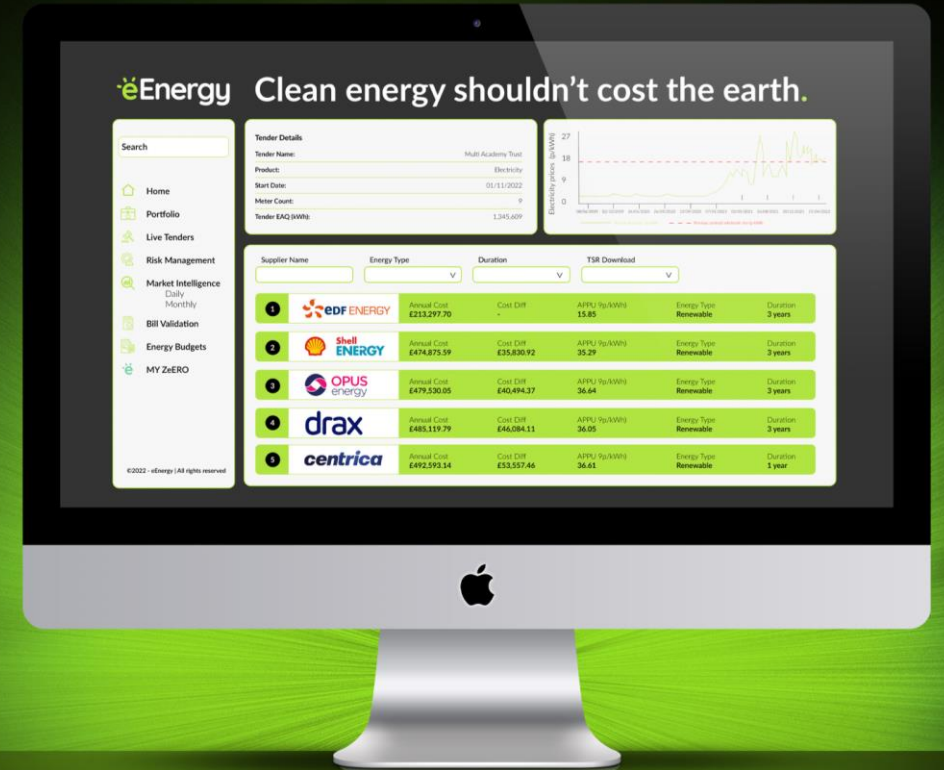 eEnergy Clean energy shouldn't cost the earth.
Search
Home
Portfolio
Live Tenders
Risk Management
Market Intelligence
Daily
Monthly
Bill Validation
Energy Budgets
MY ZeERO
©2022 - eEnergy | All rights reserved
Tender Details
Tender Name: Multi Academy Trust
Product: Electricity
Start Date: 01/11/2022
Meter Count: 9
Tender EAQ (kWh): 1,345,609
Electricity prices (p/kWh)
27
18
9
0
Supplier Name Energy Type Duration TSR Download
V V V
1 eDF ENERGY Annual Cost Cost Diff APPU 9p/kWh) Energy Type Duration
£213,297.70 - 15.85 Renewable 3 years
2 Shell ENERGY Annual Cost Cost Diff APPU 9p/kWh) Energy Type Duration
£474,875.59 £35,830.92 35.29 Renewable 3 years
3 OPUS energy Annual Cost Cost Diff APPU 9p/kWh) Energy Type Duration
£479,530.05 £40,494.37 36.64 Renewable 3 years
4 drax Annual Cost Cost Diff APPU 9p/kWh) Energy Type Duration
£485,119.79 £46,084.11 36.05 Renewable 3 years
5 centrica Annual Cost Cost Diff APPU 9p/kWh) Energy Type Duration
£492,593.14 £53,557.46 36.61 Renewable 1 year